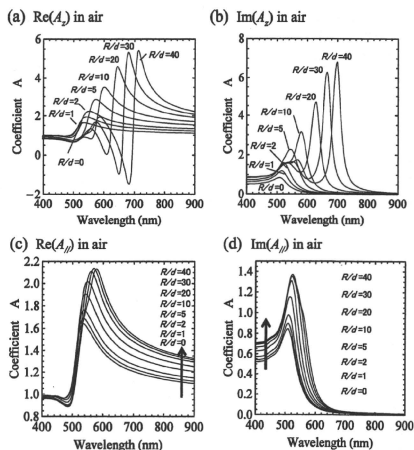 (a) Re(A_z) in air
Coefficient A
6
4
2
0
−2
R/d=30
R/d=20
R/d=40
R/d=10
R/d=5
R/d=2
R/d=1
R/d=0
400 500 600 700 800 900
Wavelength (nm)
(b) Im(A_z) in air
Coefficient A
8
6
4
2
0
R/d=40
R/d=30
R/d=20
R/d=10
R/d=5
R/d=2
R/d=1
R/d=0
400 500 600 700 800 900
Wavelength (nm)
(c) Re(A_//) in air
Coefficient A
2.2
1.8
1.4
1.0
0.6
R/d=40
R/d=30
R/d=20
R/d=10
R/d=5
R/d=2
R/d=1
R/d=0
400 500 600 700 800 900
Wavelength (nm)
(d) Im(A_//) in air
Coefficient A
1.4
1.2
1.0
0.8
0.6
0.4
0.2
0.0
R/d=40
R/d=30
R/d=20
R/d=10
R/d=5
R/d=2
R/d=1
R/d=0
400 500 600 700 800 900
Wavelength (nm)